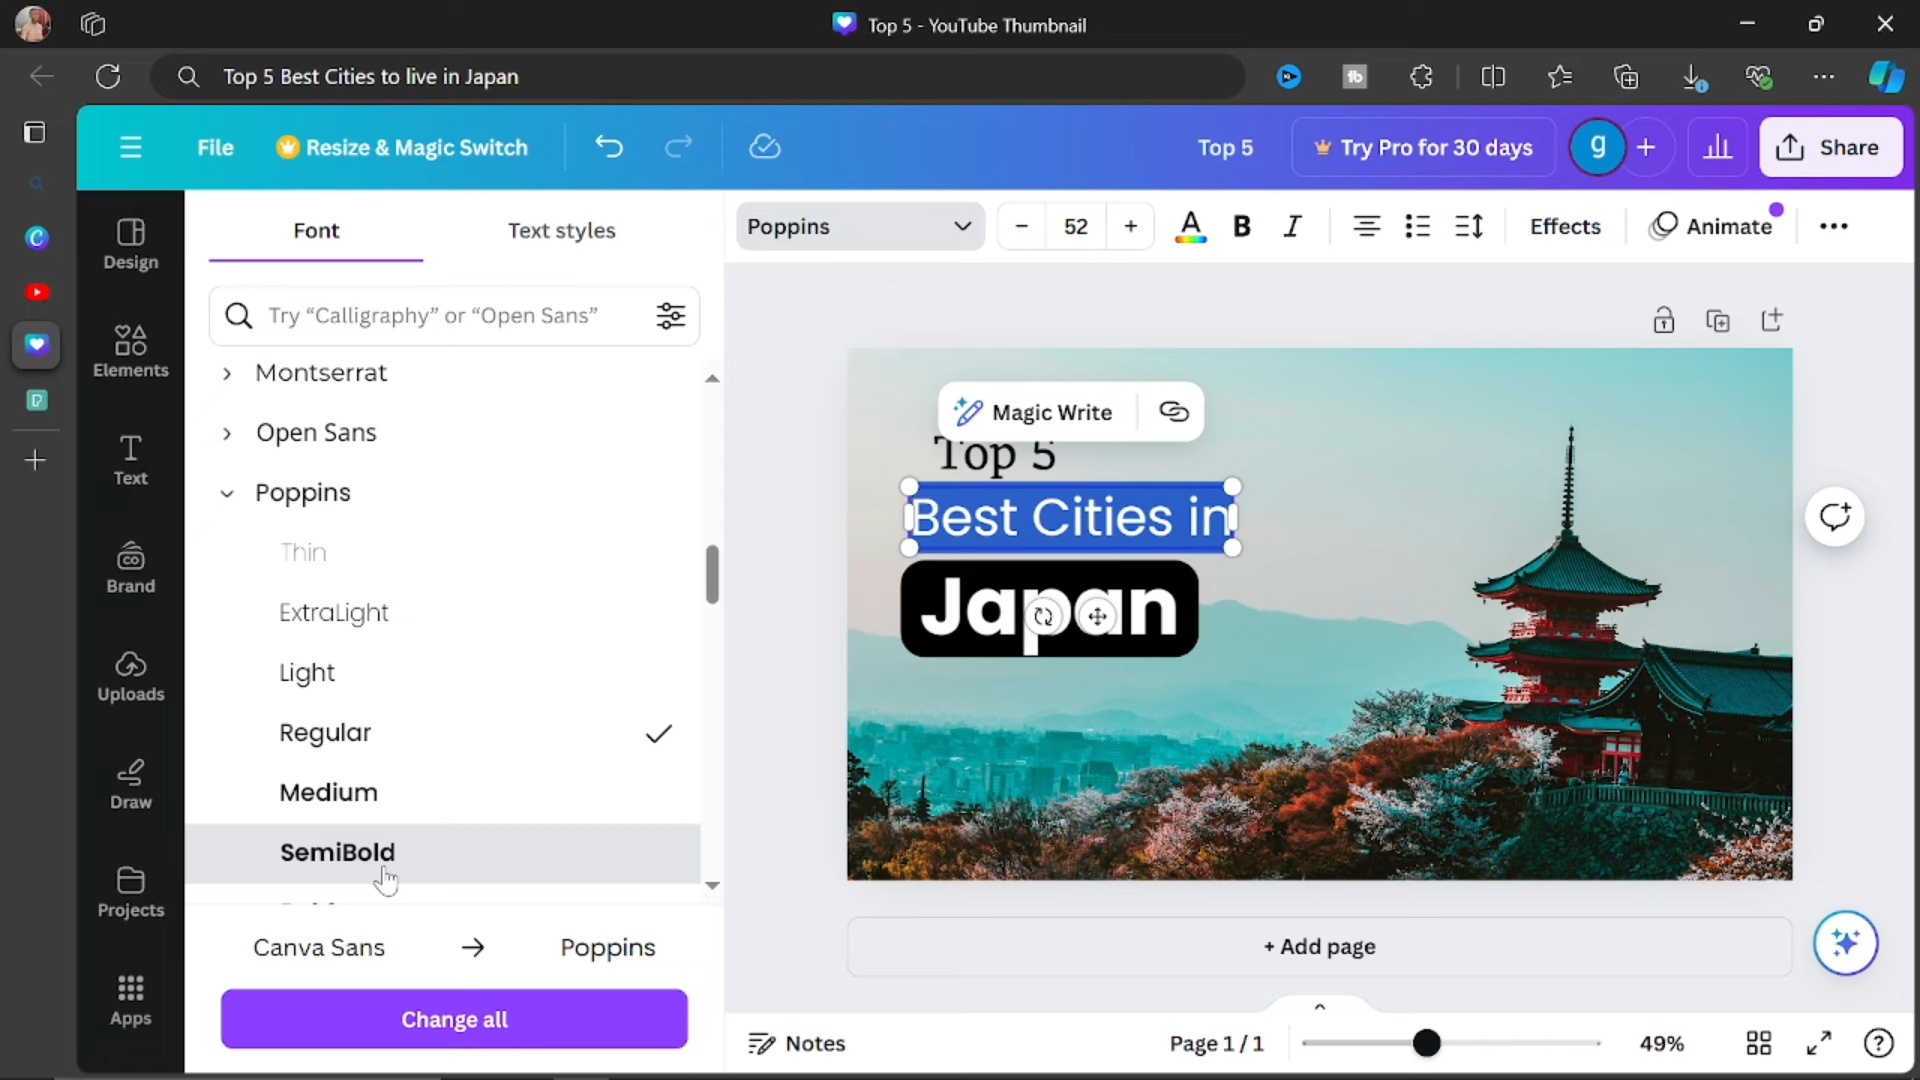 Top 5 - YouTube Thumbnail
Top 5 Best Cities to live in Japan
tb
File
Resize & Magic Switch
Top 5
Try Pro for 30 days
g
Share
Design
Elements
Text
Brand
Uploads
Draw
Projects
Apps
Font
Text styles
Try “Calligraphy” or “Open Sans”
Montserrat
Open Sans
Poppins
Thin
ExtraLight
Light
Regular
Medium
SemiBold
Canva Sans → Poppins
Change all
Poppins
52
A
B
I
Effects
Animate
Magic Write
Top 5
Best Cities in
Japan
+ Add page
Notes
Page 1 / 1
49%